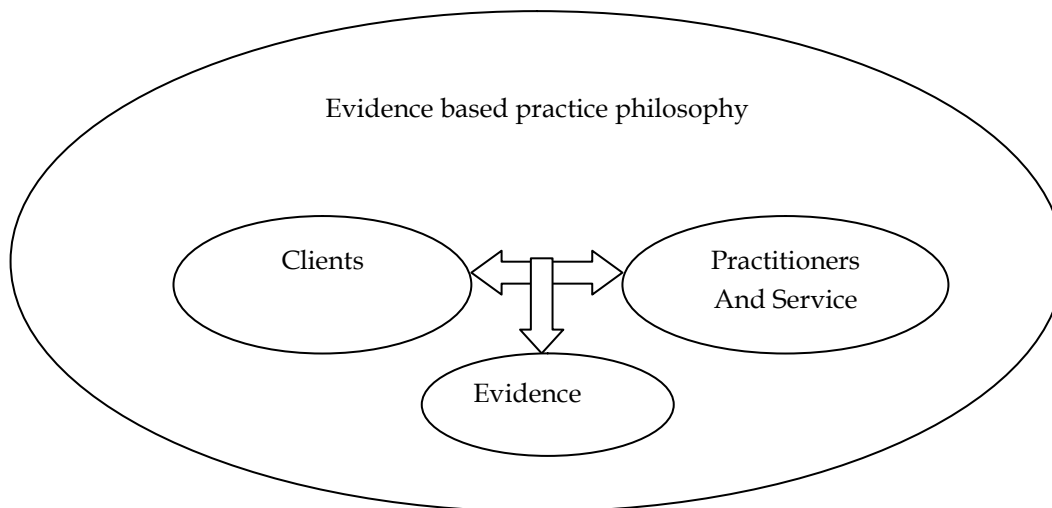 Evidence based practice philosophy
Clients
Practitioners
And Service
Evidence